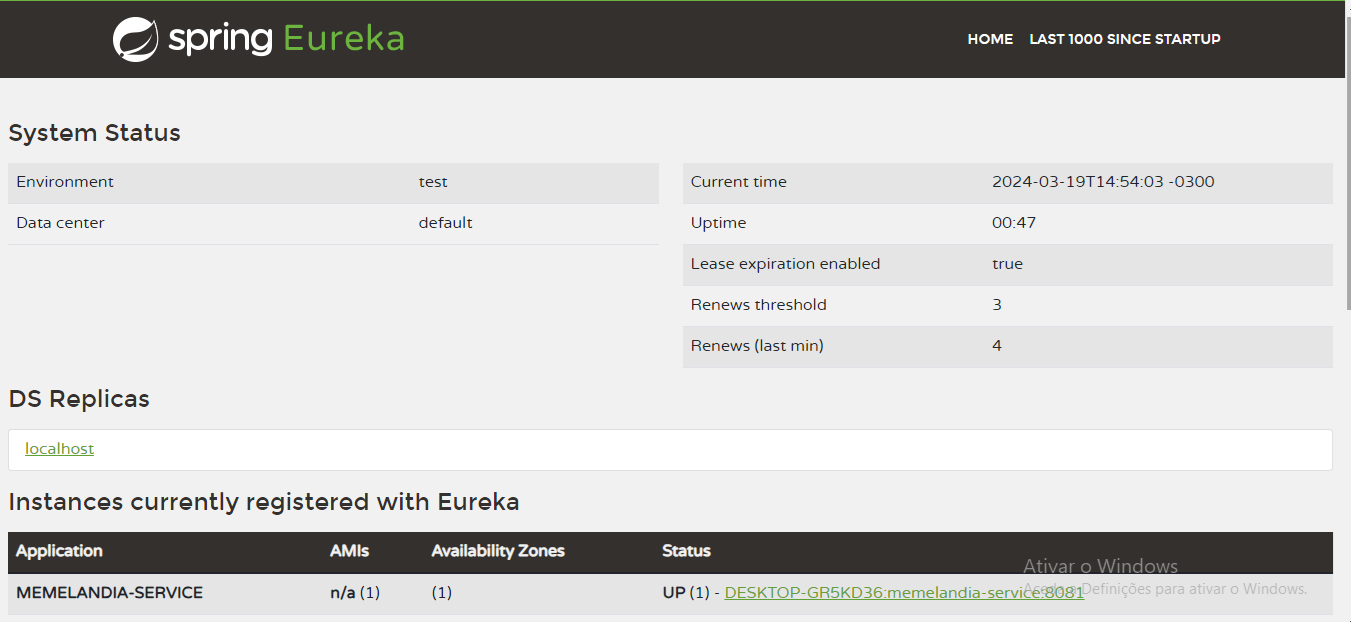 spring Eureka
HOME LAST 1000 SINCE STARTUP
System Status
Environment test
Data center default
Current time 2024-03-19T14:54:03 -0300
Uptime 00:47
Lease expiration enabled true
Renews threshold 3
Renews (last min) 4
DS Replicas
localhost
Instances currently registered with Eureka
Application AMIs Availability Zones Status
MEMELANDIA-SERVICE n/a (1) (1) UP (1) - DESKTOP-GR5KD36:memelandia-service:8081
Ativar o Windows
Aceda a Definições para ativar o Windows.